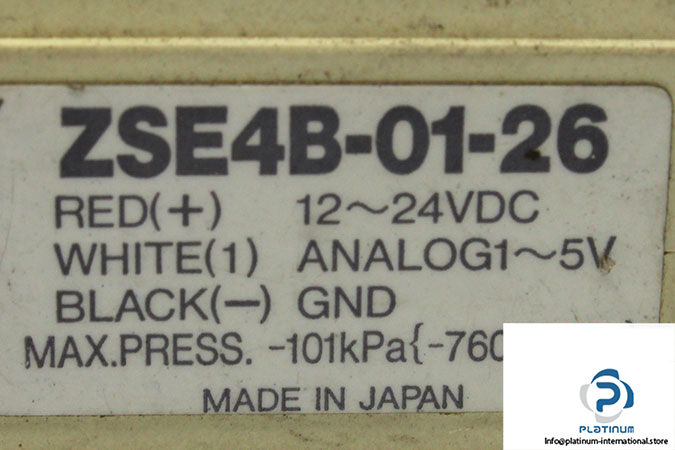 ZSE4B-01-26
RED(+) 12~24VDC
WHITE(1) ANALOG1~5V
BLACK(−) GND
MAX.PRESS. -101kPa{-760
MADE IN JAPAN
PLATINUM
Info@platinum-international.store